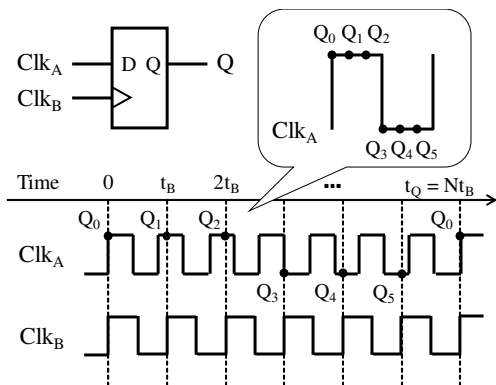 Clk_A D Q Q
Clk_B
Q_0 Q_1 Q_2
Clk_A
Q_3 Q_4 Q_5
Time 0 t_B 2t_B ... t_Q = Nt_B
Q_0 Q_1 Q_2 Q_0
Clk_A
Q_3 Q_4 Q_5
Clk_B